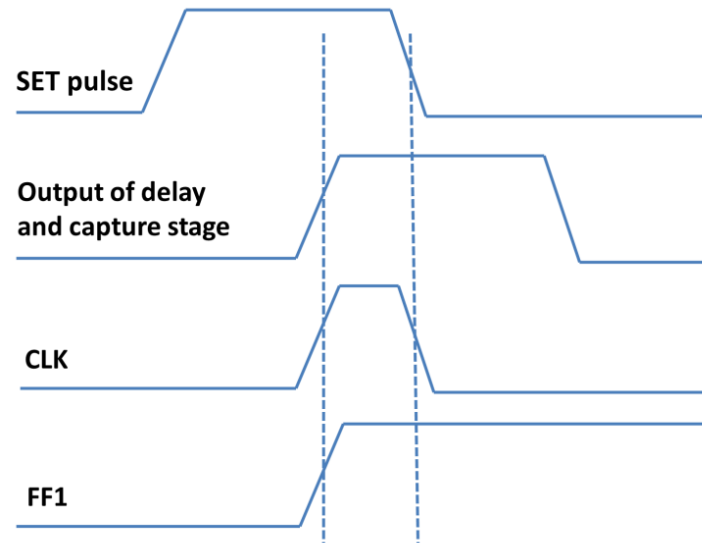 SET pulse
Output of delay
and capture stage
CLK
FF1